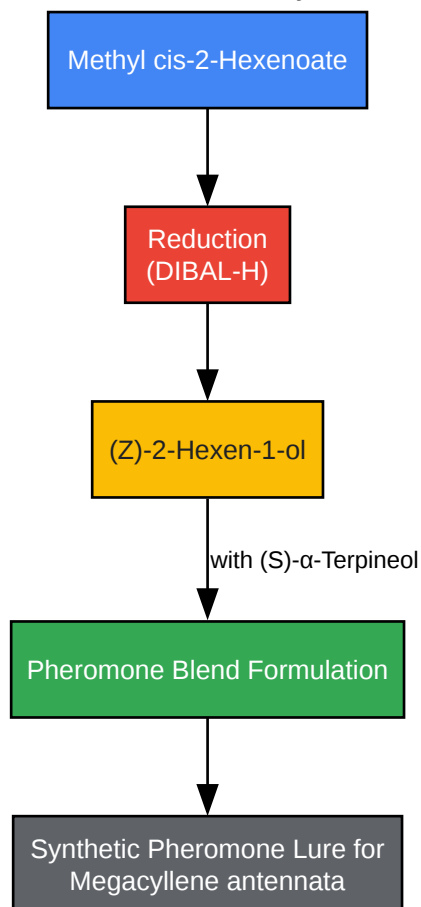 Methyl cis-2-Hexenoate
Reduction
(DIBAL-H)
(Z)-2-Hexen-1-ol
with (S)-α-Terpineol
Pheromone Blend Formulation
Synthetic Pheromone Lure for
Megacyllene antennata